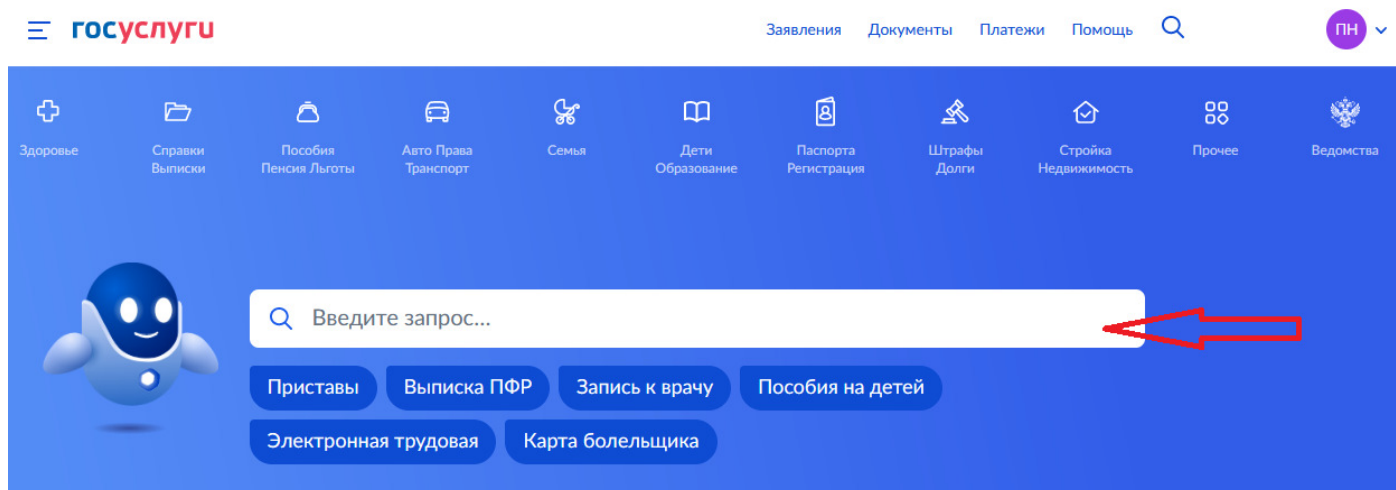 госуслуги
Заявления Документы Платежи Помощь
ПН
Здоровье
Справки
Выписки
Пособия
Пенсия Льготы
Авто Права
Транспорт
Семья
Дети
Образование
Паспорта
Регистрация
Штрафы
Долги
Стройка
Недвижимость
Прочее
Ведомства
Введите запрос...
Приставы Выписка ПФР Запись к врачу Пособия на детей
Электронная трудовая Карта болельщика